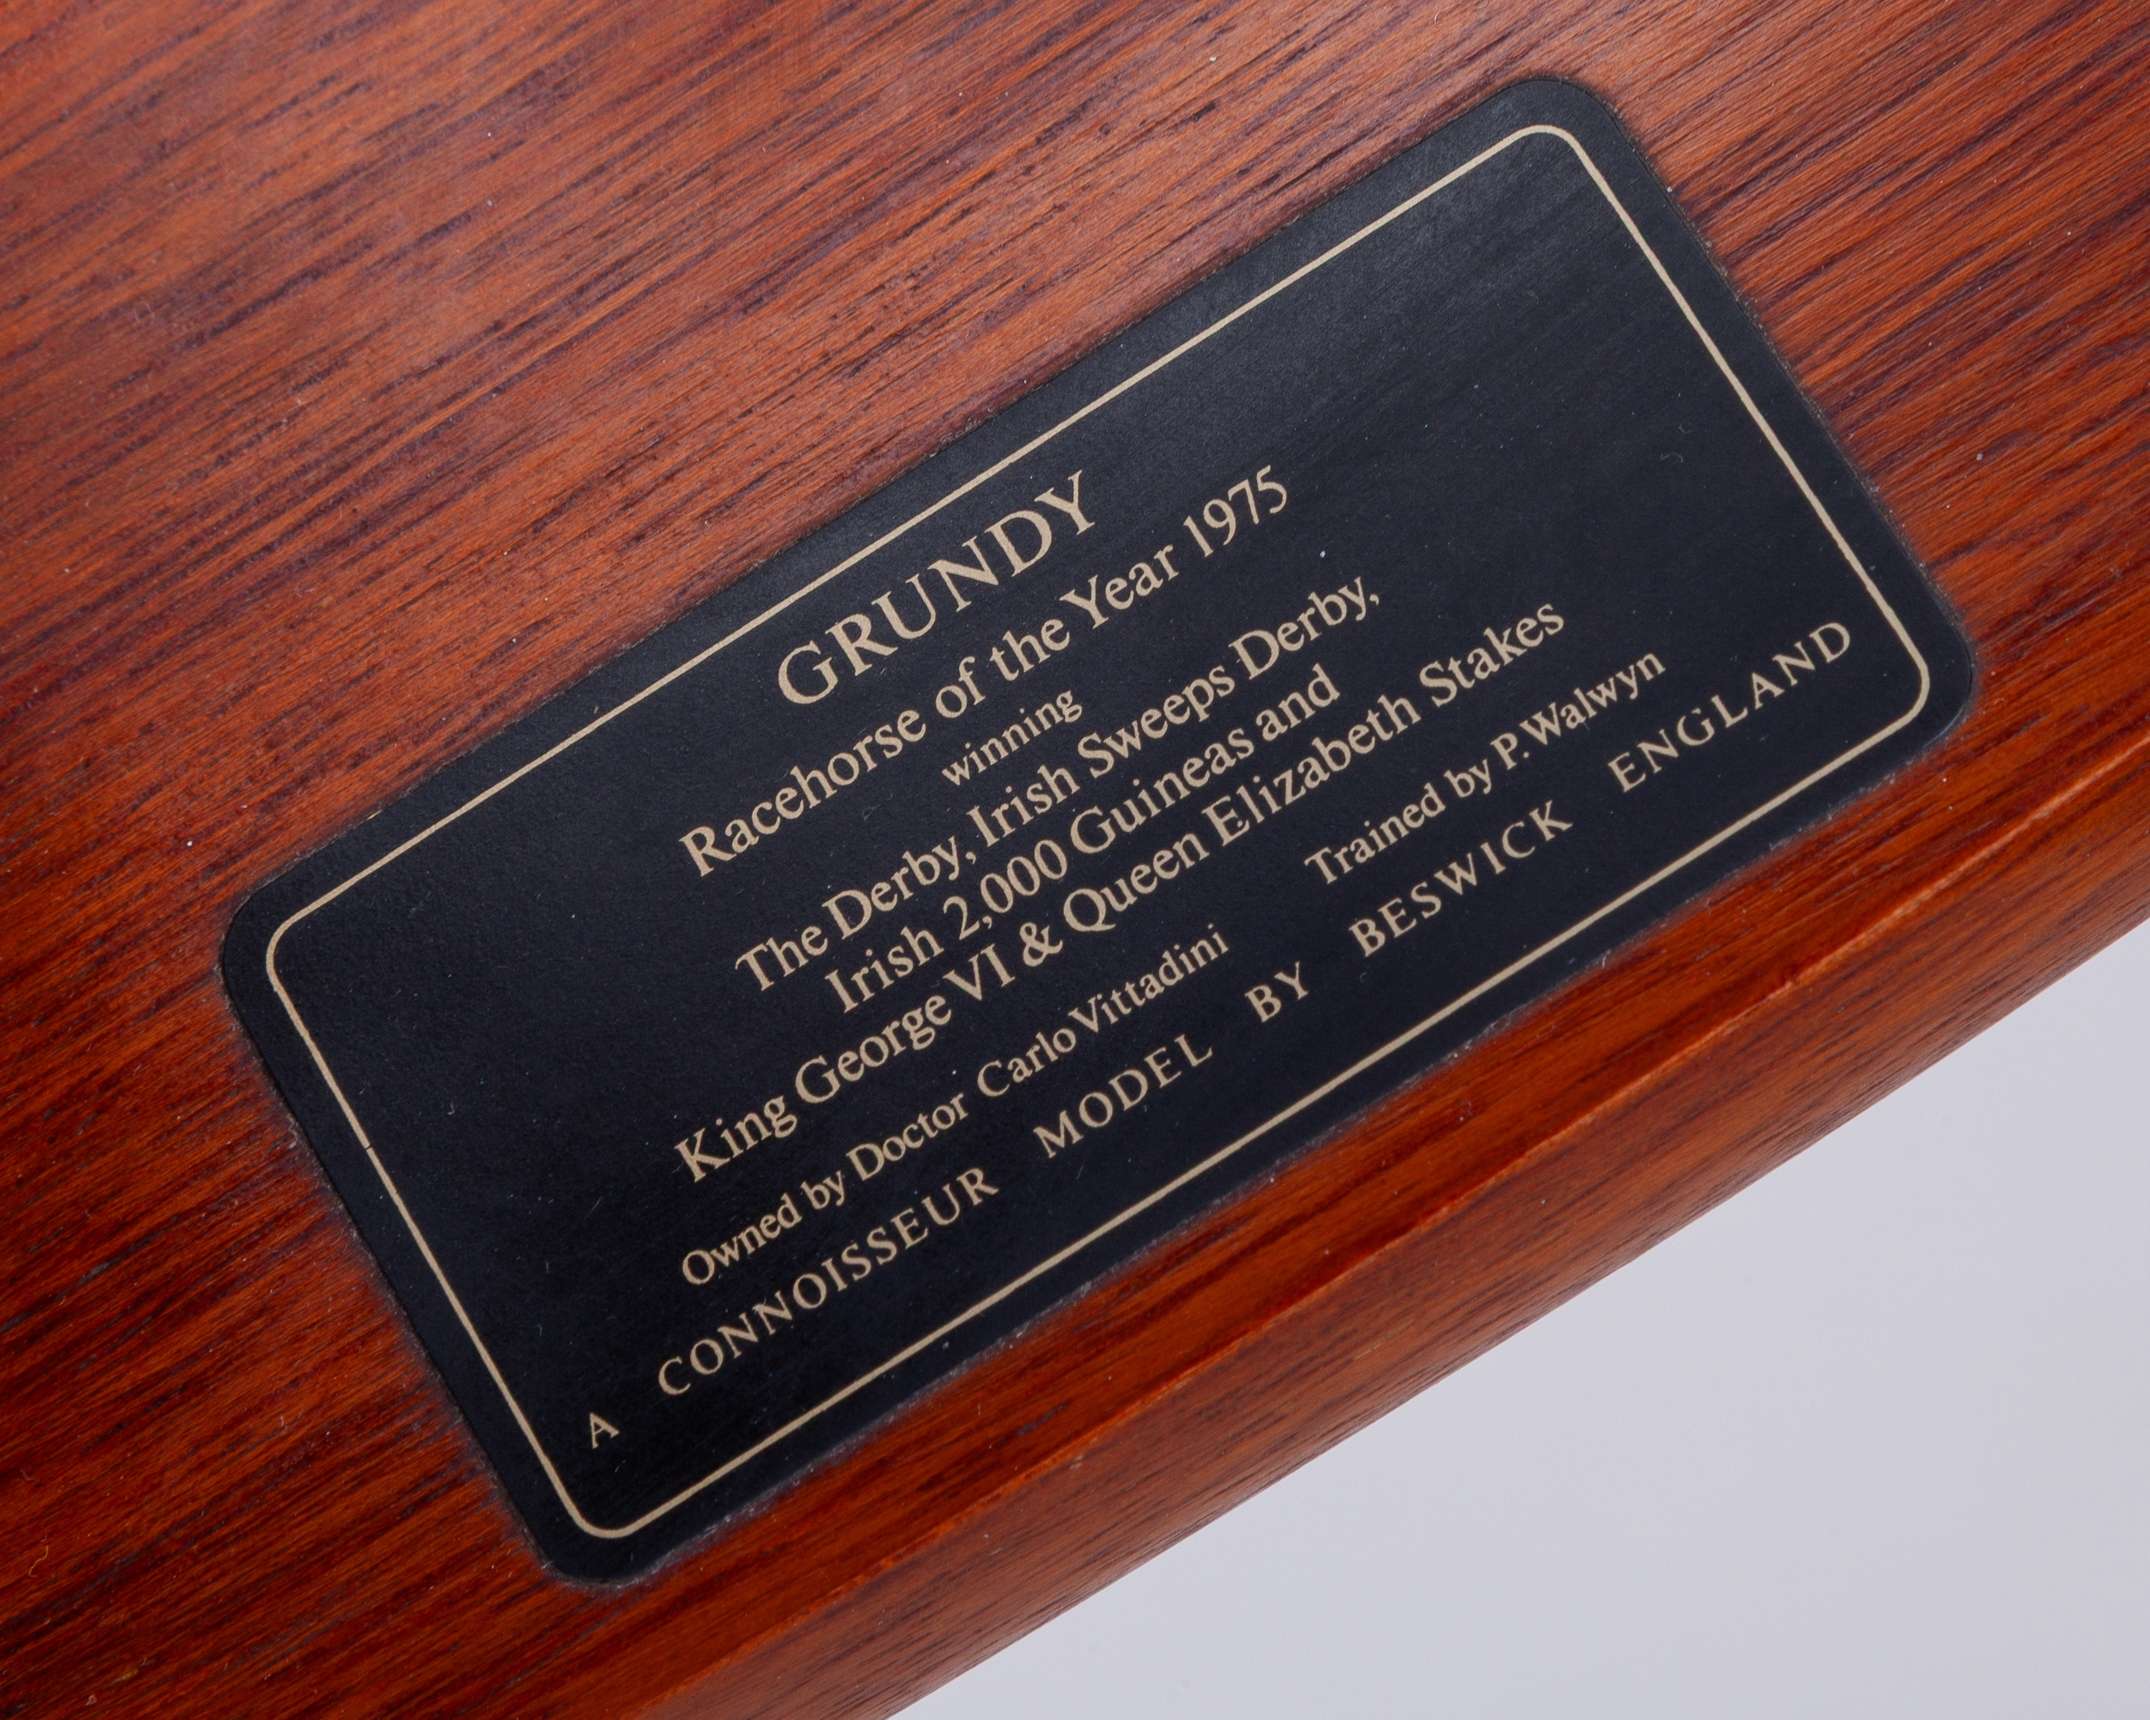 GRUNDY
Racehorse of the Year 1975
winning
The Derby, Irish Sweeps Derby,
Irish 2,000 Guineas and
King George VI & Queen Elizabeth Stakes
Owned by Doctor Carlo Vittadini Trained by P. Walwyn
A CONNOISSEUR MODEL BY BESWICK ENGLAND